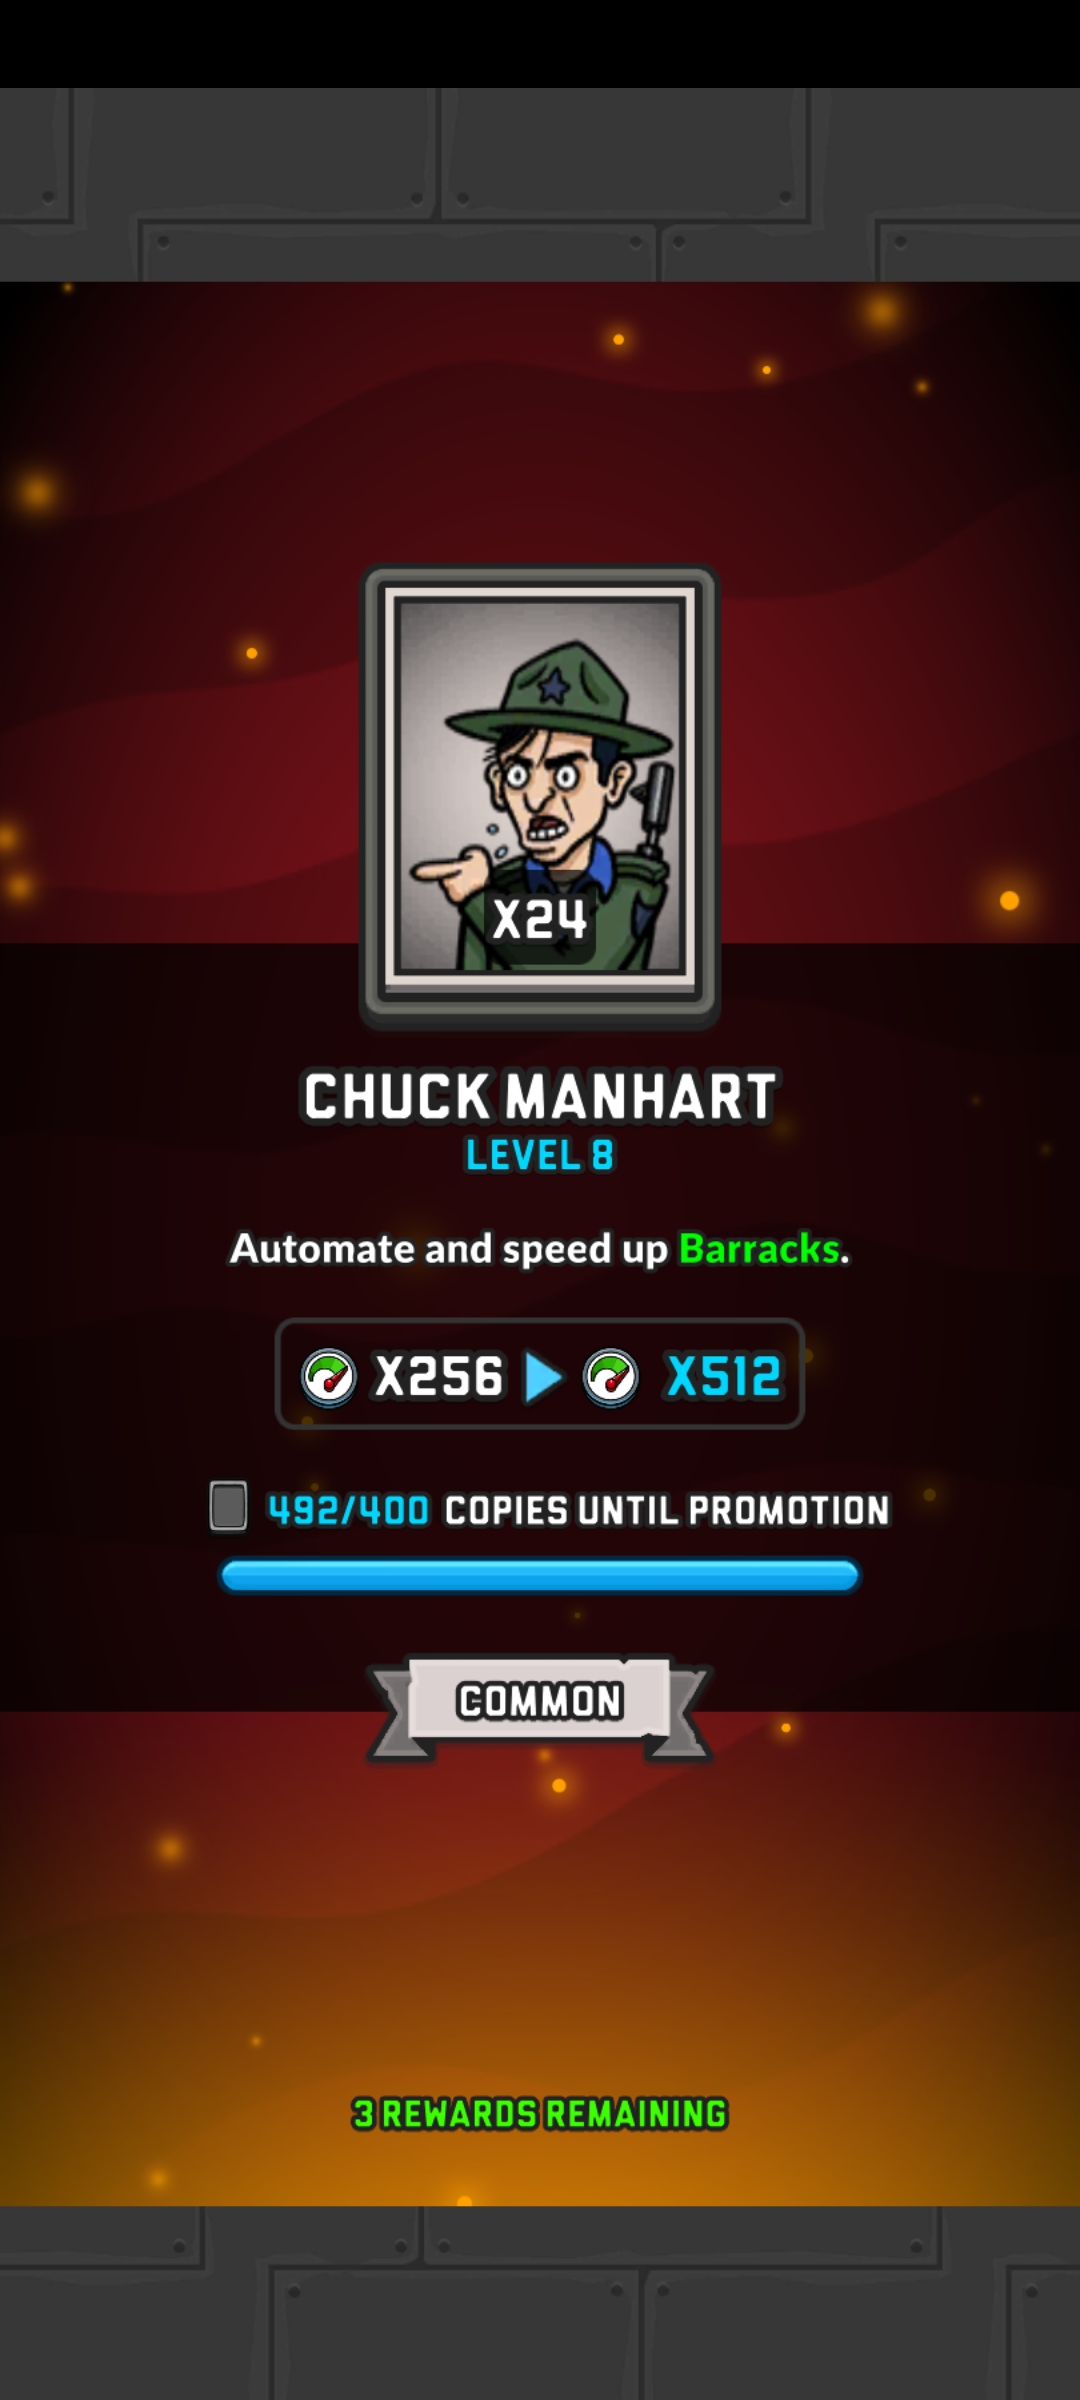 X24
CHUCK MANHART
LEVEL 8
Automate and speed up Barracks.
X256 X512
492/400 COPIES UNTIL PROMOTION
COMMON
3 REWARDS REMAINING